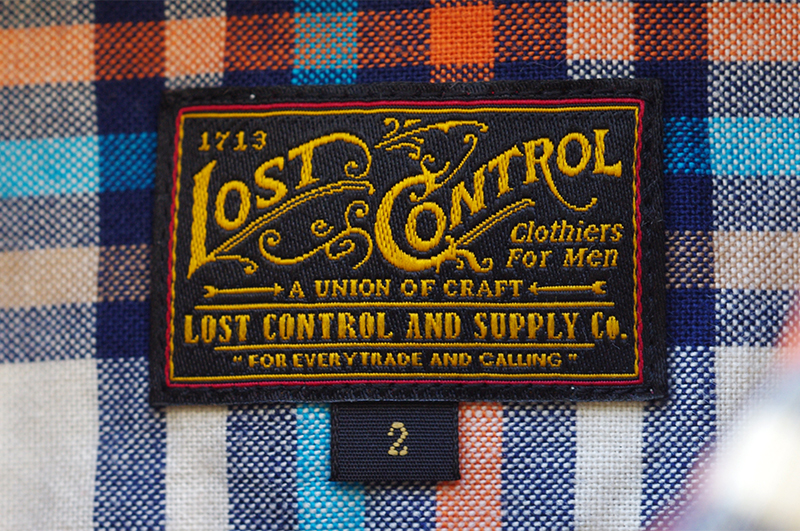 1713
LOST CONTROL
Clothiers
For Men
A UNION OF CRAFT
LOST CONTROL AND SUPPLY Co.
"FOR EVERYTRADE AND CALLING"
2